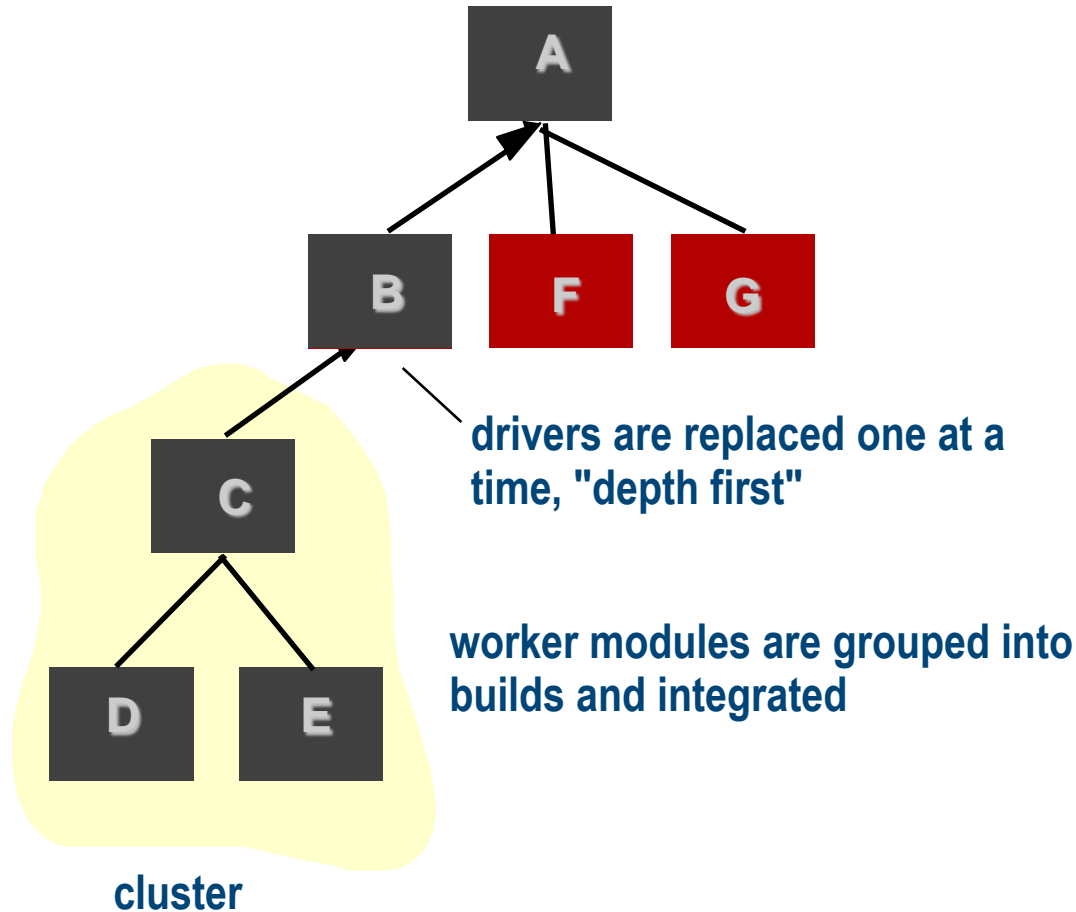 A
B
F
G
drivers are replaced one at a
time, "depth first"
C
worker modules are grouped into
builds and integrated
D
E
cluster